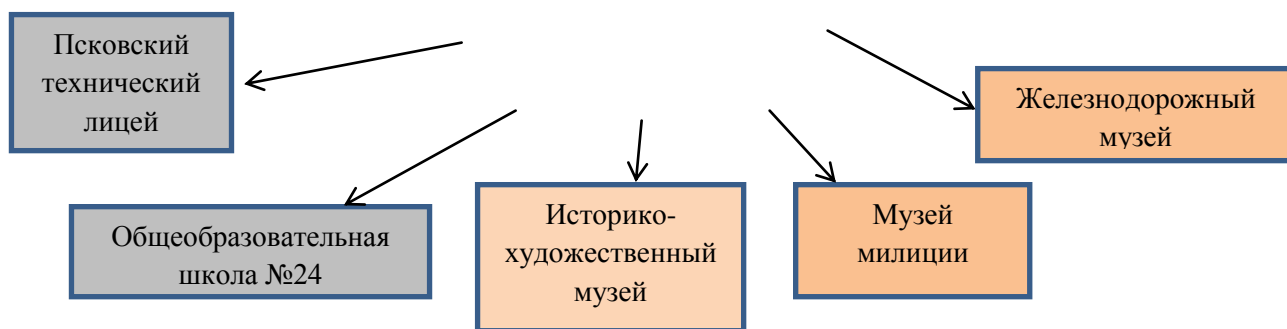 Псковский
технический
лицей
Железнодорожный
музей
Общеобразовательная
школа №24
Историко-
художественный
музей
Музей
милиции